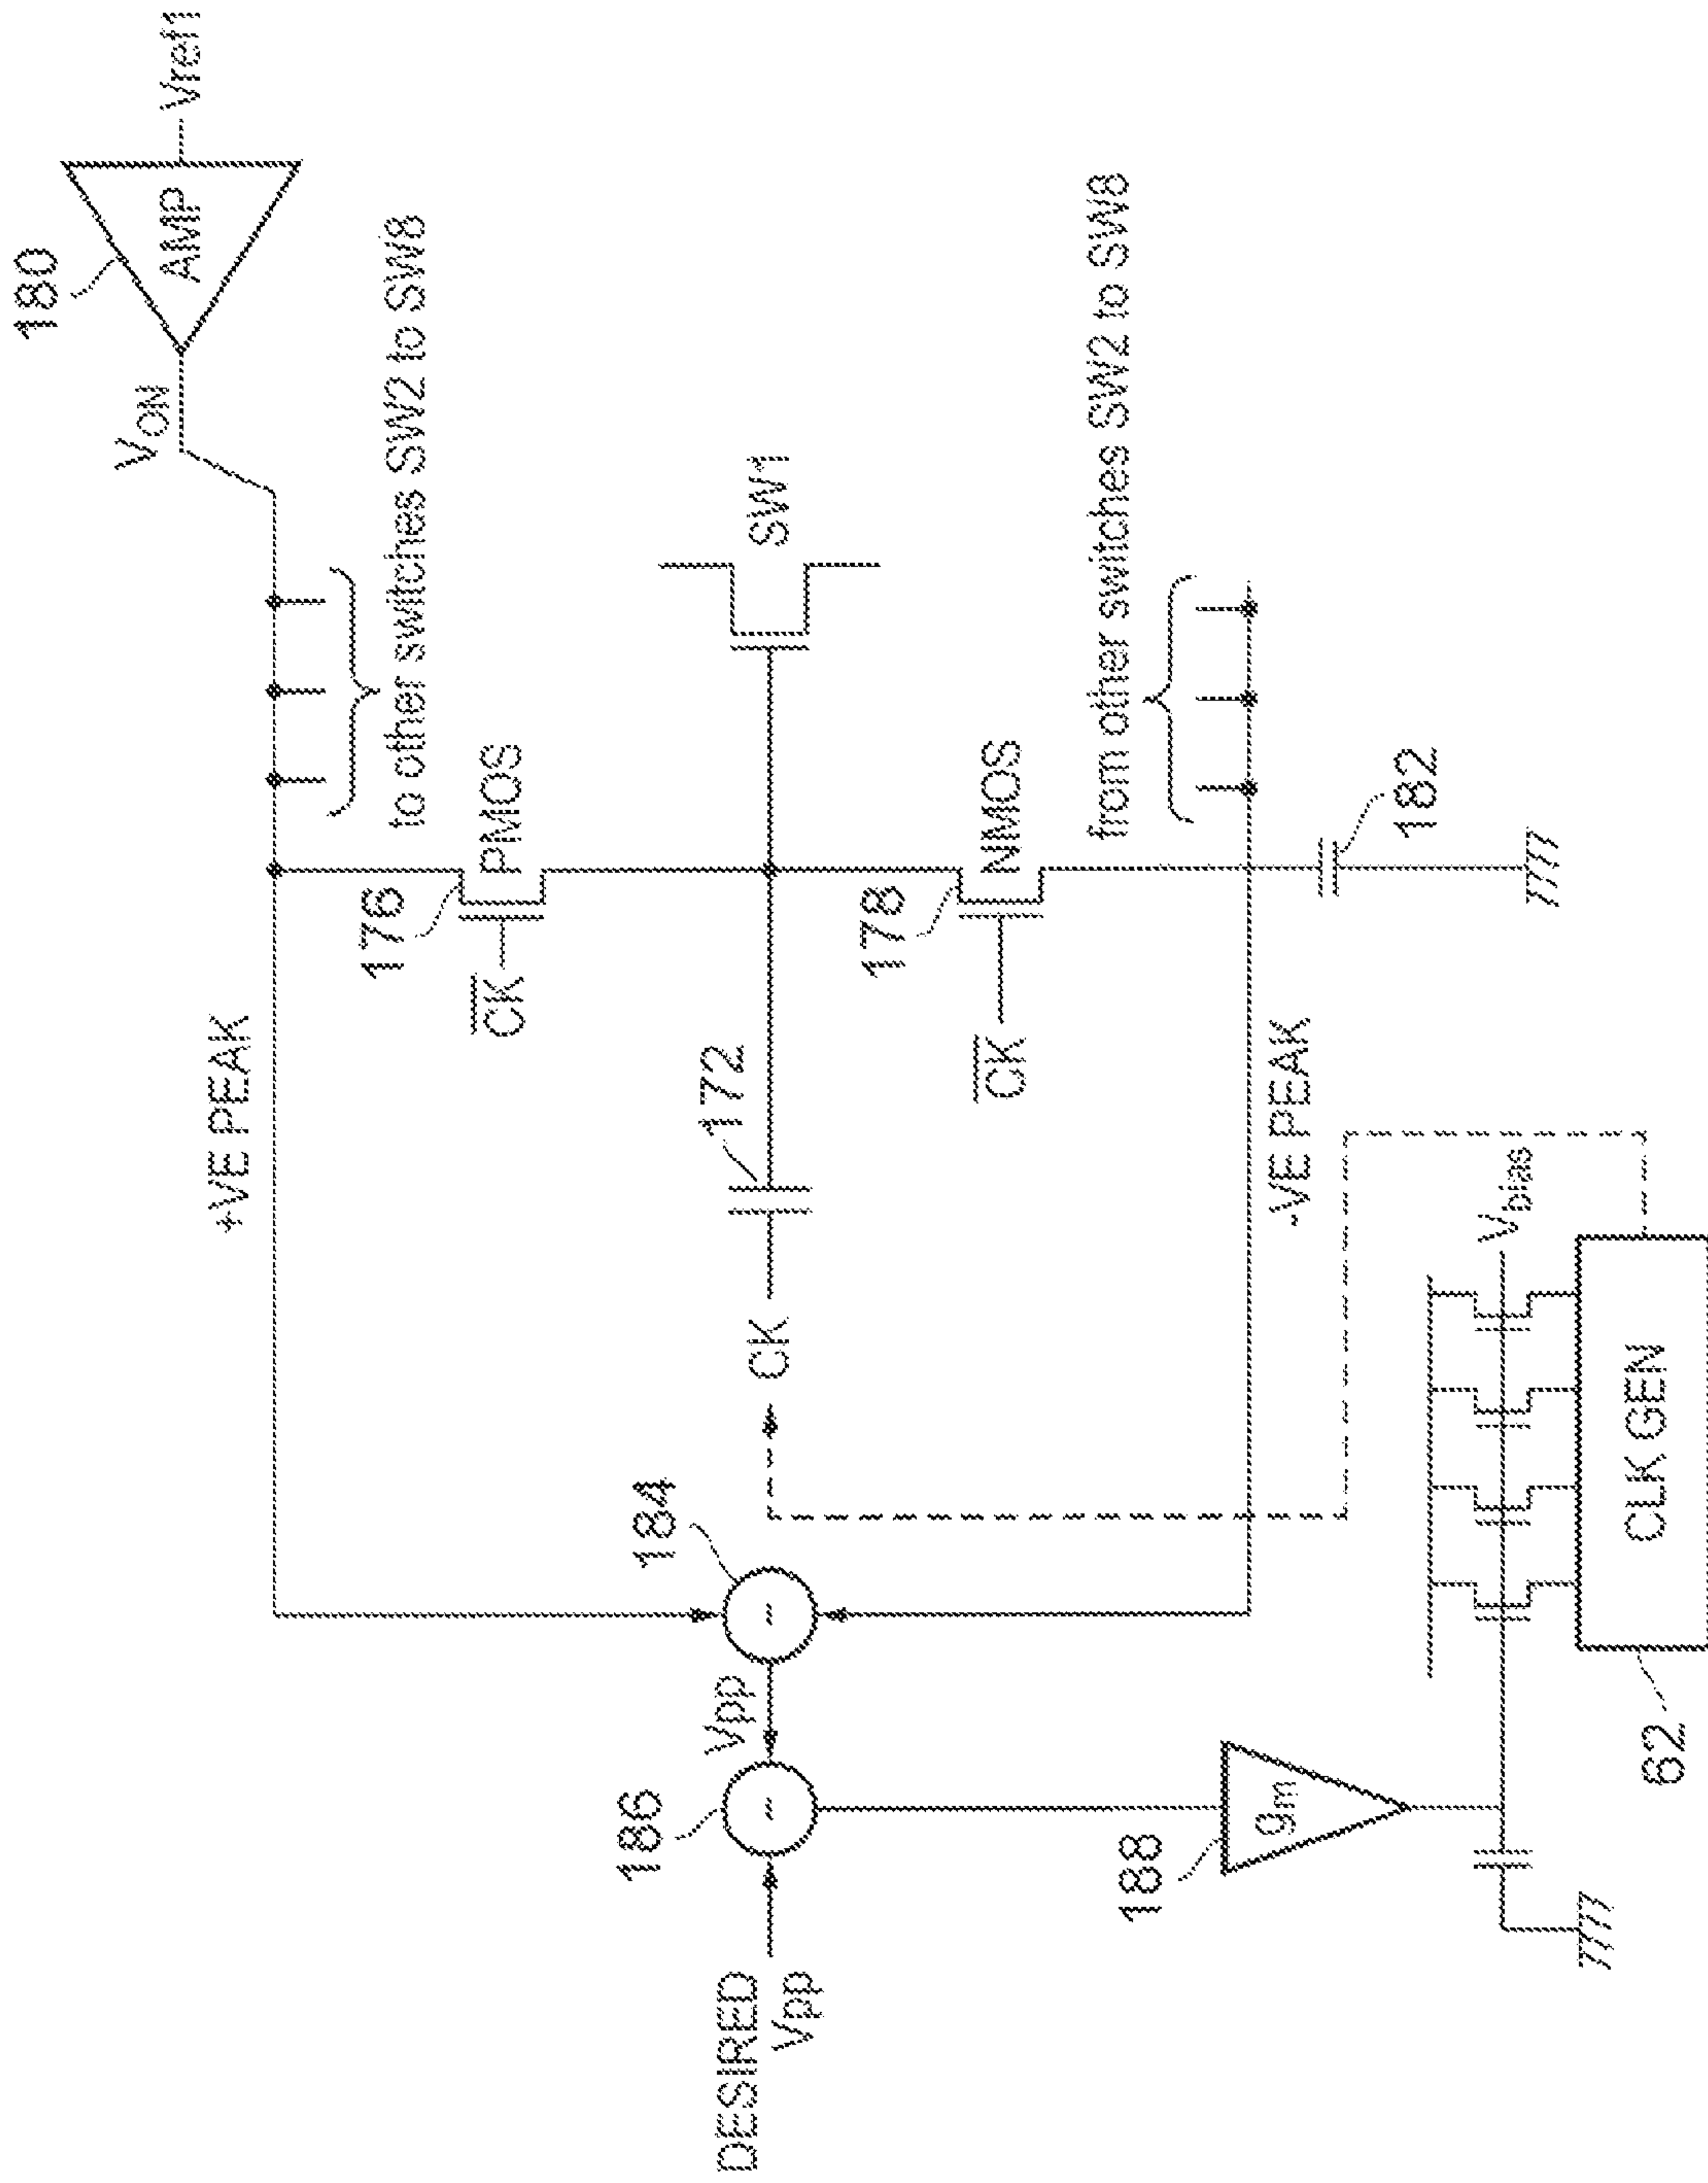 180
AMP
Vref1
VON
to other switches SW2 to SW8
+VE PEAK
176
PMOS
CK
172
CK
SW1
178
NMOS
CK
from other switches SW2 to SW8
182
-VE PEAK
184
-
Vpp
186
-
DESIRED
Vpp
188
gm
Vbias
CLK GEN
62